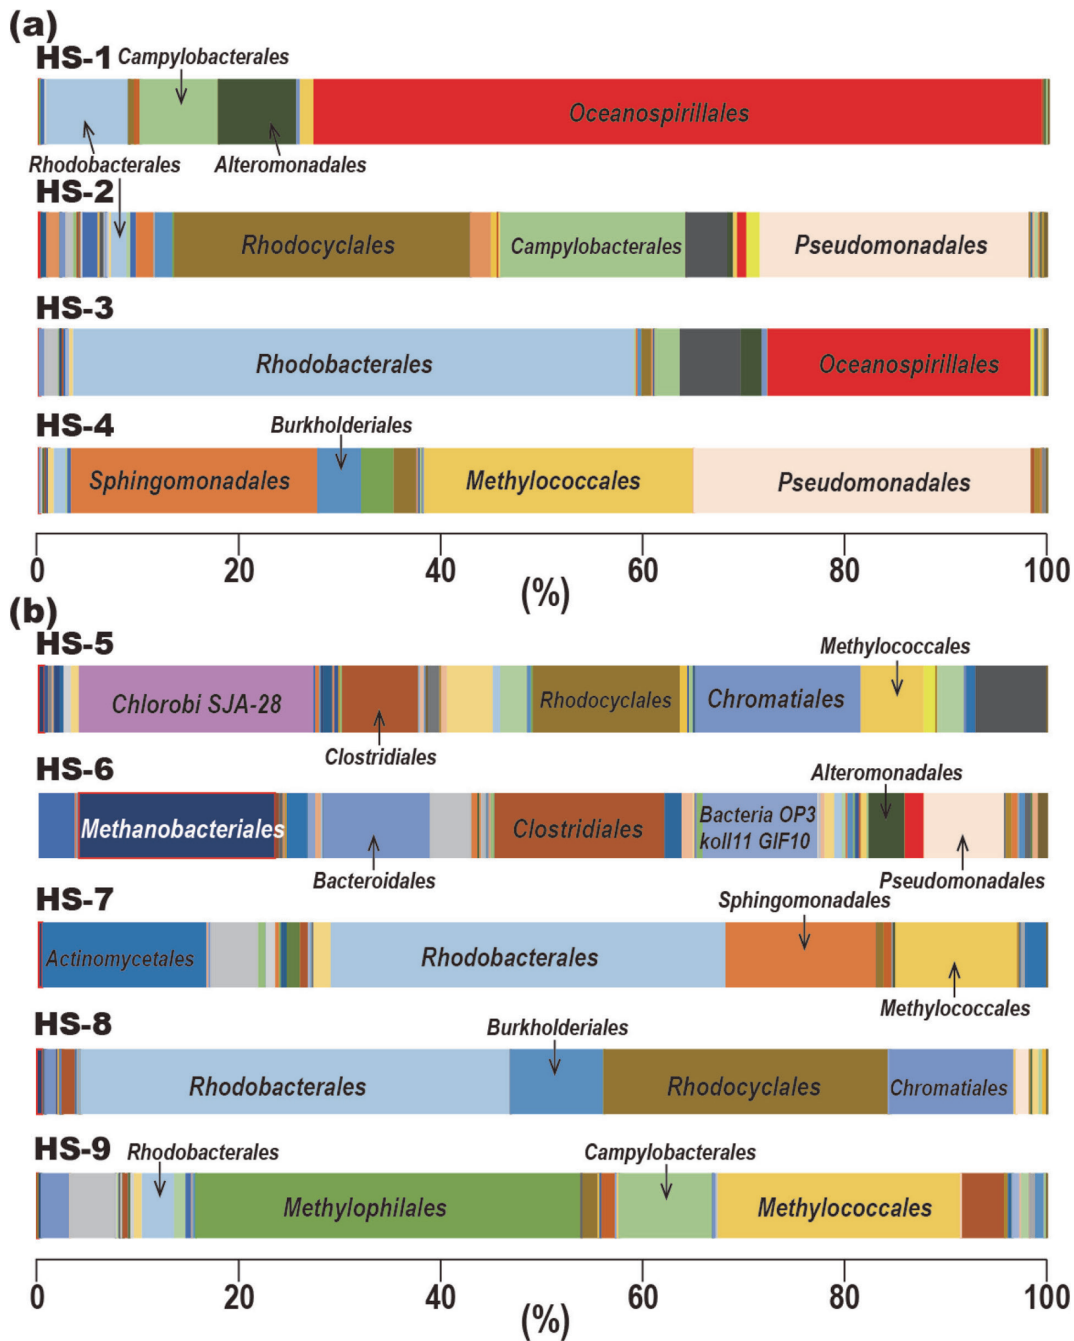 (a)
HS-1 Campylobacterales
Oceanospirillales
Rhodobacterales Alteromonadales
HS-2
Rhodocyclales Campylobacterales Pseudomonadales
HS-3
Rhodobacterales Oceanospirillales
HS-4 Burkholderiales
Sphingomonadales Methylococcales Pseudomonadales
0 20 40 60 80 100
(%)
(b)
HS-5 Methylococcales
Chlorobi SJA-28 Rhodocyclales Chromatiales
Clostridiales
HS-6 Alteromonadales
Methanobacteriales Clostridiales Bacteria OP3
koll11 GIF10
Bacteroidales Pseudomonadales
HS-7 Sphingomonadales
Actinomycetales Rhodobacterales
Methylococcales
HS-8 Burkholderiales
Rhodobacterales Rhodocyclales Chromatiales
HS-9 Rhodobacterales Campylobacterales
Methylophilales Methylococcales
0 20 40 60 80 100
(%)